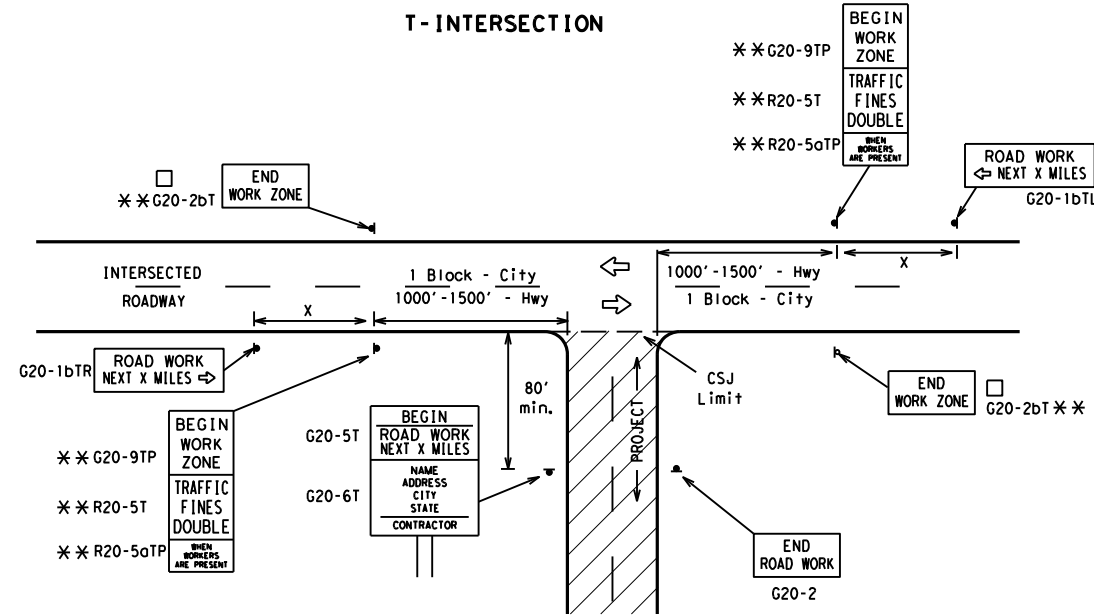 T-INTERSECTION
BEGIN
WORK
ZONE
TRAFFIC
FINES
DOUBLE
WHEN
WORKERS
ARE PRESENT
** G20-9TP
** R20-5T
** R20-5aTP
ROAD WORK
⇦ NEXT X MILES
G20-1bTL
END
WORK ZONE
□
** G20-2bT
INTERSECTED
ROADWAY
1 Block - City
1000'-1500' - Hwy
X
1000'-1500' - Hwy
1 Block - City
X
G20-1bTR
ROAD WORK
NEXT X MILES ⇨
80'
min.
CSJ
Limit
PROJECT
END
WORK ZONE
□
G20-2bT **
** G20-9TP
** R20-5T
** R20-5aTP
BEGIN
WORK
ZONE
TRAFFIC
FINES
DOUBLE
WHEN
WORKERS
ARE PRESENT
G20-5T
G20-6T
BEGIN
ROAD WORK
NEXT X MILES
NAME
ADDRESS
CITY
STATE
CONTRACTOR
END
ROAD WORK
G20-2